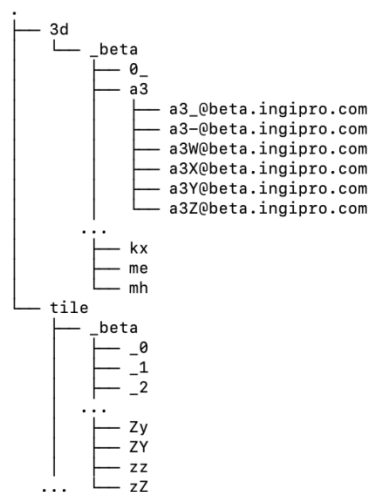 .
├── 3d
│   └── _beta
│       ├── 0_
│       ├── a3
│       │   ├── a3_@beta.ingipro.com
│       │   ├── a3-@beta.ingipro.com
│       │   ├── a3W@beta.ingipro.com
│       │   ├── a3X@beta.ingipro.com
│       │   ├── a3Y@beta.ingipro.com
│       │   └── a3Z@beta.ingipro.com
│      ...
│       ├── kx
│       ├── me
│       └── mh
└── tile
    ├── _beta
    │   ├── _0
    │   ├── _1
    │   ├── _2
    │  ...
    │   ├── Zy
    │   ├── ZY
    │   ├── zz
   ...  └── zZ